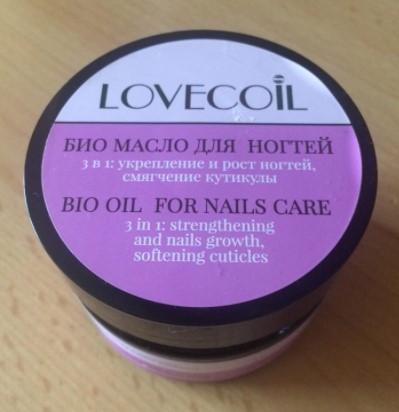 LOVECOIL
БИО МАСЛО ДЛЯ НОГТЕЙ
3 в 1: укрепление и рост ногтей,
смягчение кутикулы
BIO OIL FOR NAILS CARE
3 in 1: strengthening
and nails growth,
softening cuticles